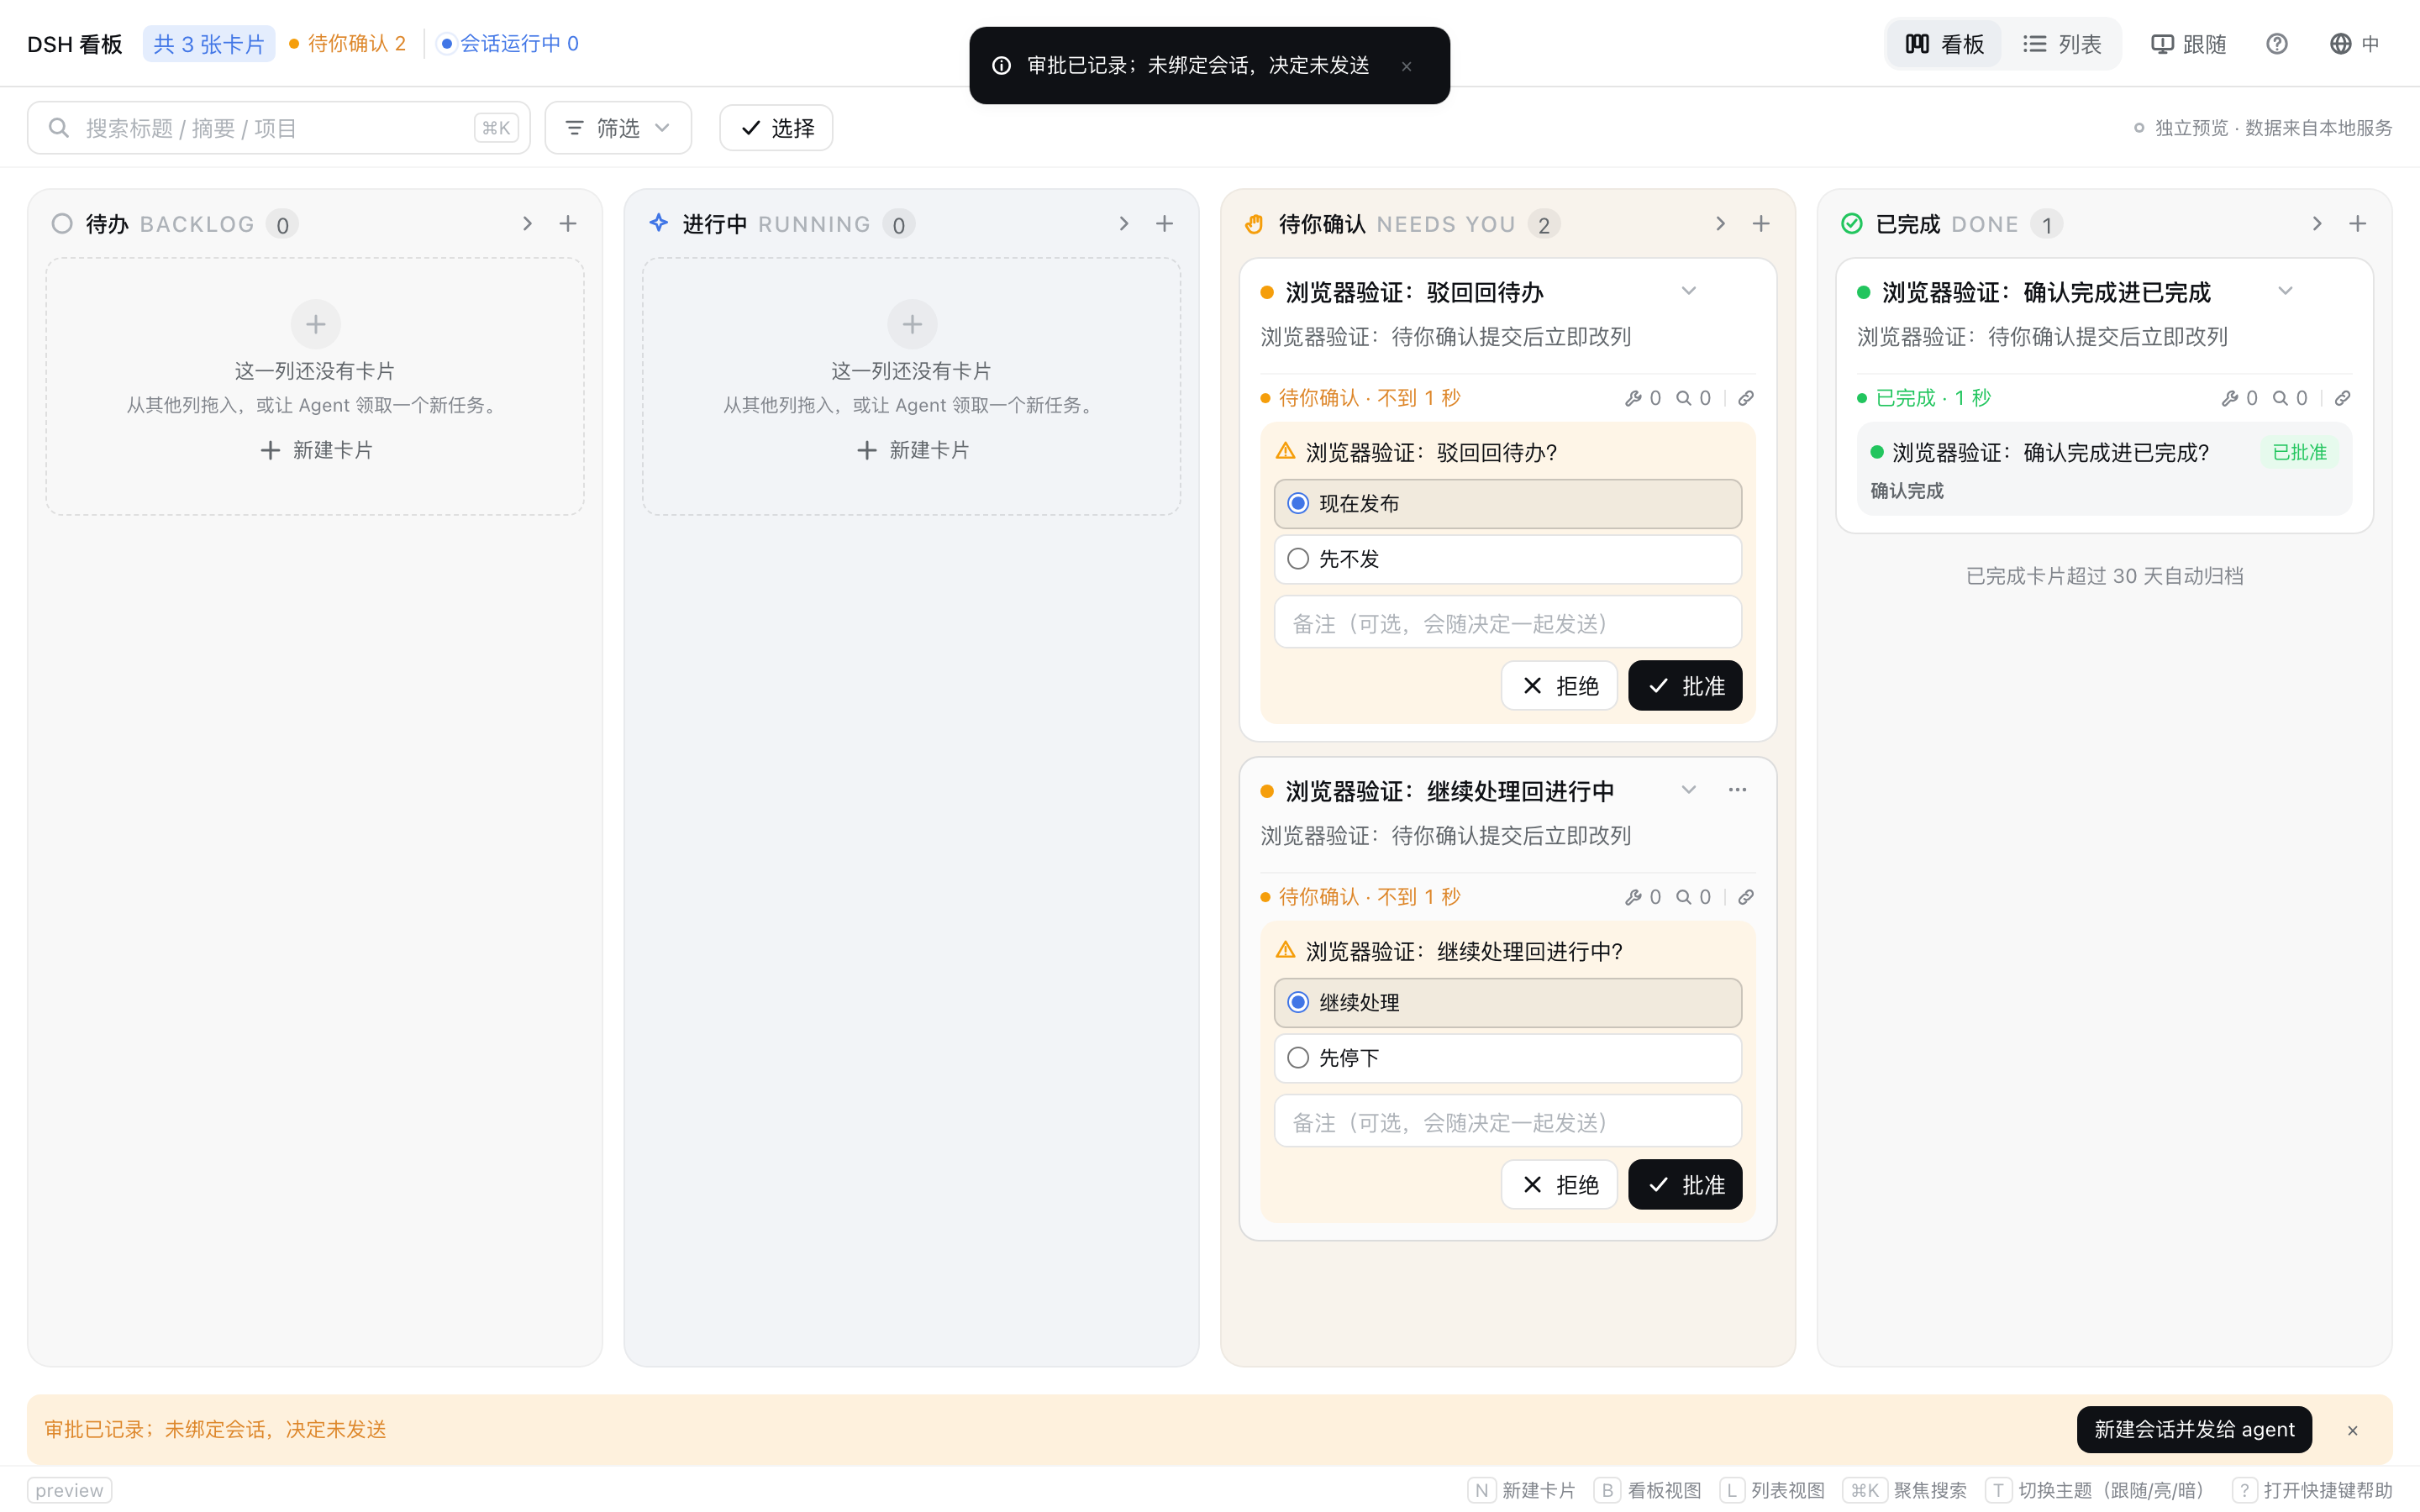 DSH 看板 共 3 张卡片 待你确认 2 会话运行中 0
审批已记录；未绑定会话，决定未发送 ×
看板 列表 跟随 中
搜索标题 / 摘要 / 项目 ⌘K 筛选 选择
独立预览 · 数据来自本地服务
待办 BACKLOG 0
这一列还没有卡片
从其他列拖入，或让 Agent 领取一个新任务。
新建卡片
进行中 RUNNING 0
这一列还没有卡片
从其他列拖入，或让 Agent 领取一个新任务。
新建卡片
待你确认 NEEDS YOU 2
浏览器验证：驳回回待办
浏览器验证：待你确认提交后立即改列
待你确认 · 不到 1 秒 0 0
浏览器验证：驳回回待办?
现在发布
先不发
备注（可选，会随决定一起发送）
拒绝 批准
浏览器验证：继续处理回进行中
浏览器验证：待你确认提交后立即改列
待你确认 · 不到 1 秒 0 0
浏览器验证：继续处理回进行中?
继续处理
先停下
备注（可选，会随决定一起发送）
拒绝 批准
已完成 DONE 1
浏览器验证：确认完成进已完成
浏览器验证：待你确认提交后立即改列
已完成 · 1 秒 0 0
浏览器验证：确认完成进已完成? 已批准
确认完成
已完成卡片超过 30 天自动归档
审批已记录；未绑定会话，决定未发送
新建会话并发给 agent ×
preview
N 新建卡片 B 看板视图 L 列表视图 ⌘K 聚焦搜索 T 切换主题（跟随/亮/暗） ? 打开快捷键帮助